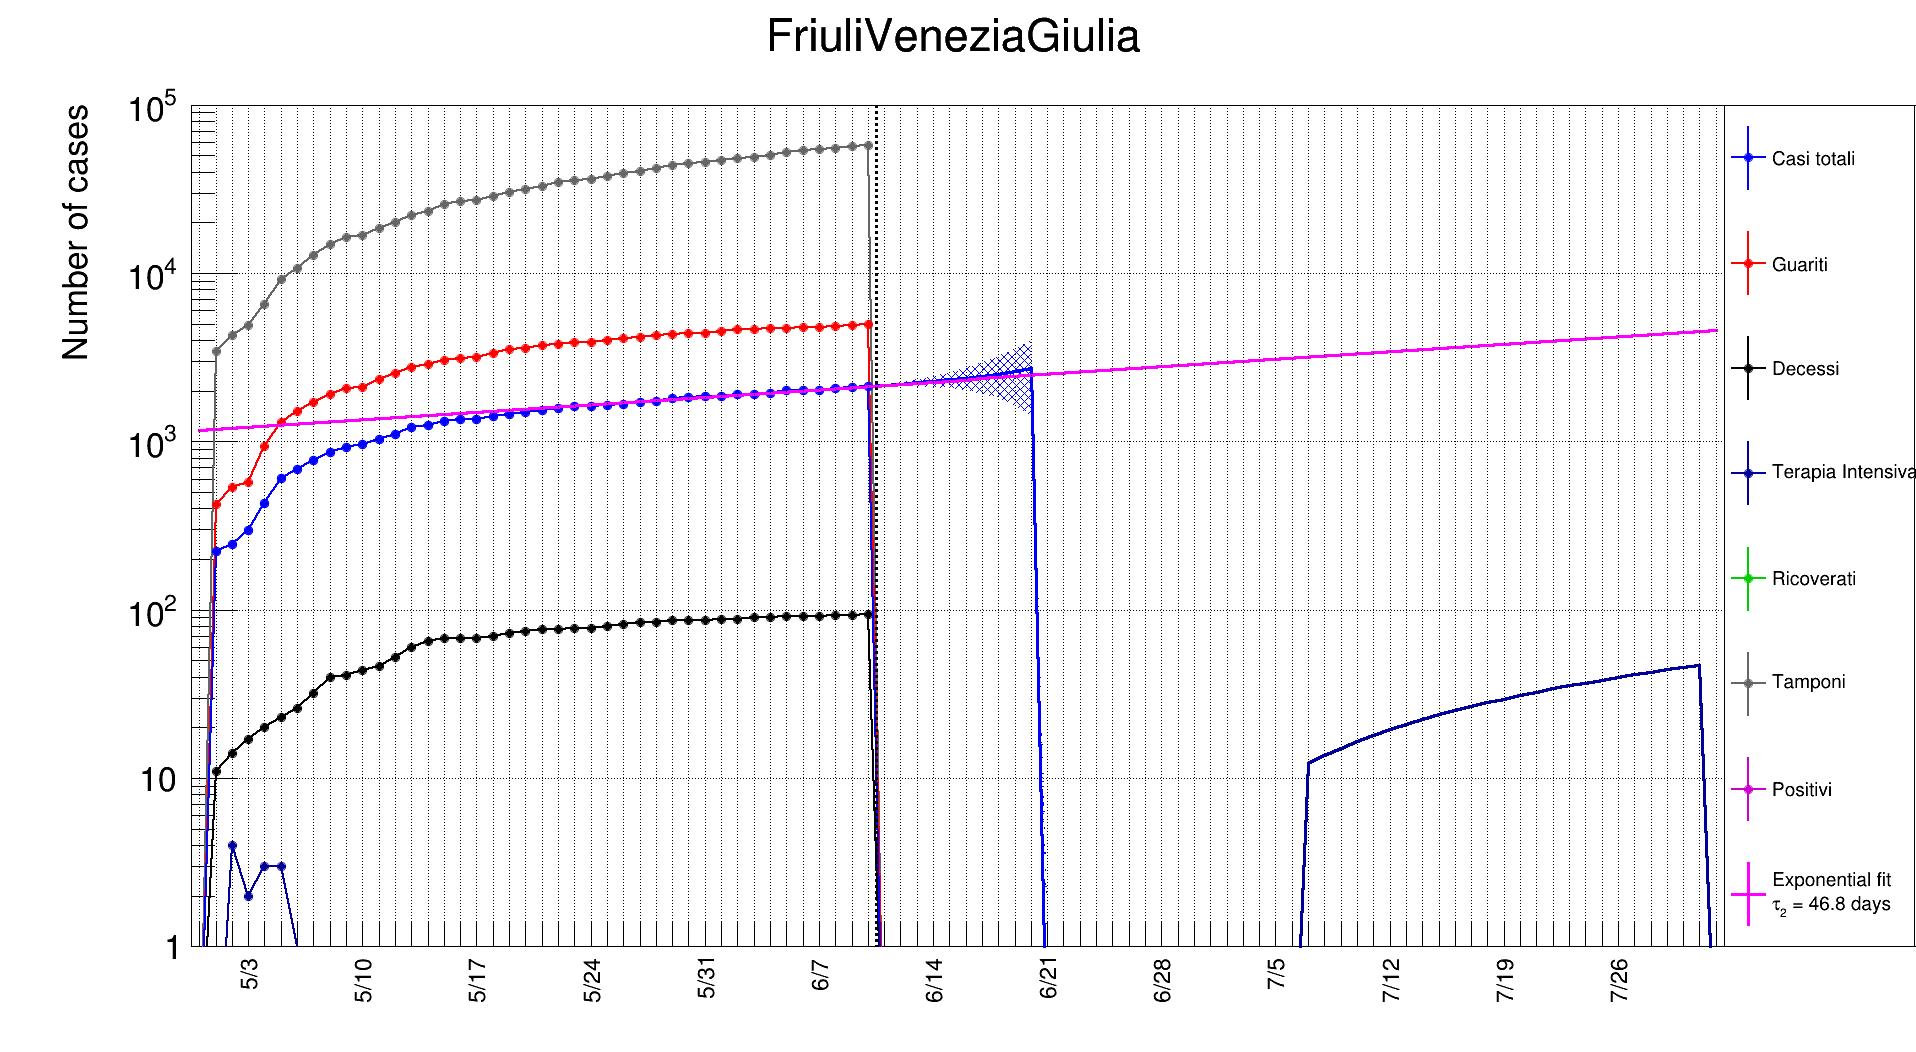 FriuliVeneziaGiulia
Number of cases
10^5
10^4
10^3
10^2
10
1
5/3
5/10
5/17
5/24
5/31
6/7
6/14
6/21
6/28
7/5
7/12
7/19
7/26
Casi totali
Guariti
Decessi
Terapia Intensiva
Ricoverati
Tamponi
Positivi
Exponential fit
τ_2 = 46.8 days